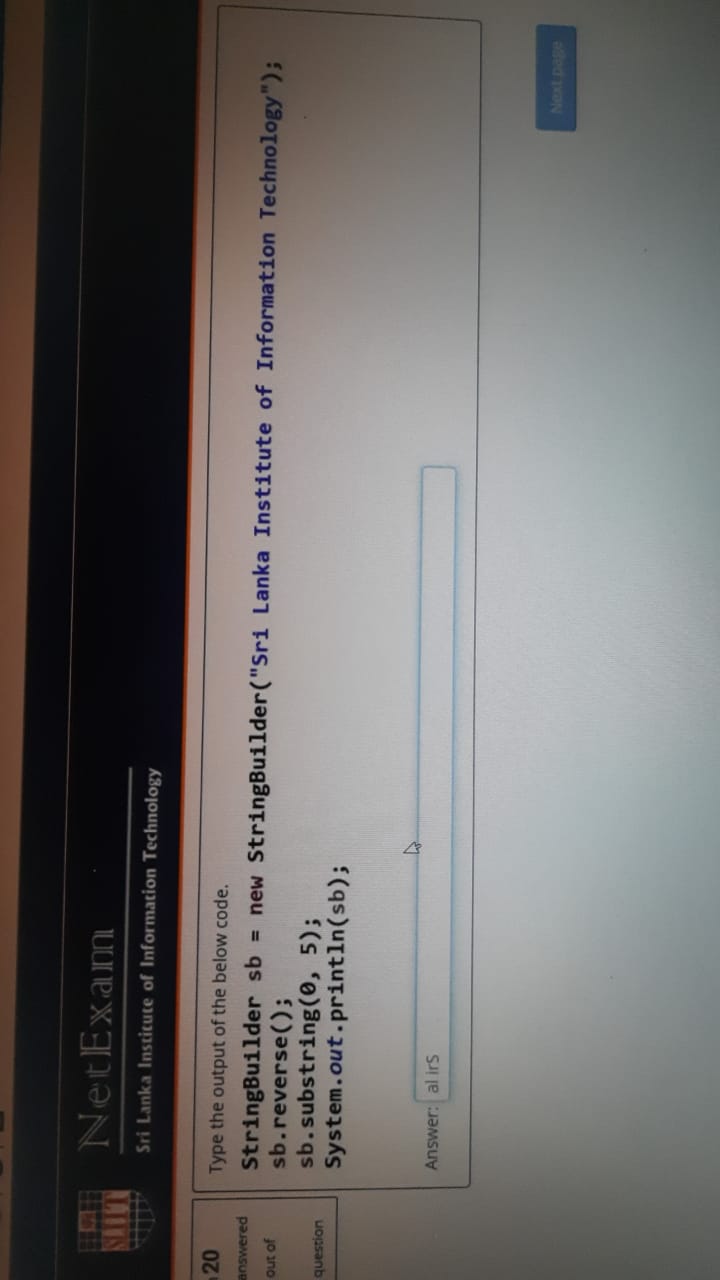 SLIIT
NetExam
Sri Lanka Institute of Information Technology
20
answered
out of
question
Type the output of the below code.
StringBuilder sb = new StringBuilder("Sri Lanka Institute of Information Technology");
sb.reverse();
sb.substring(0, 5);
System.out.println(sb);
Answer: al irS
Next page